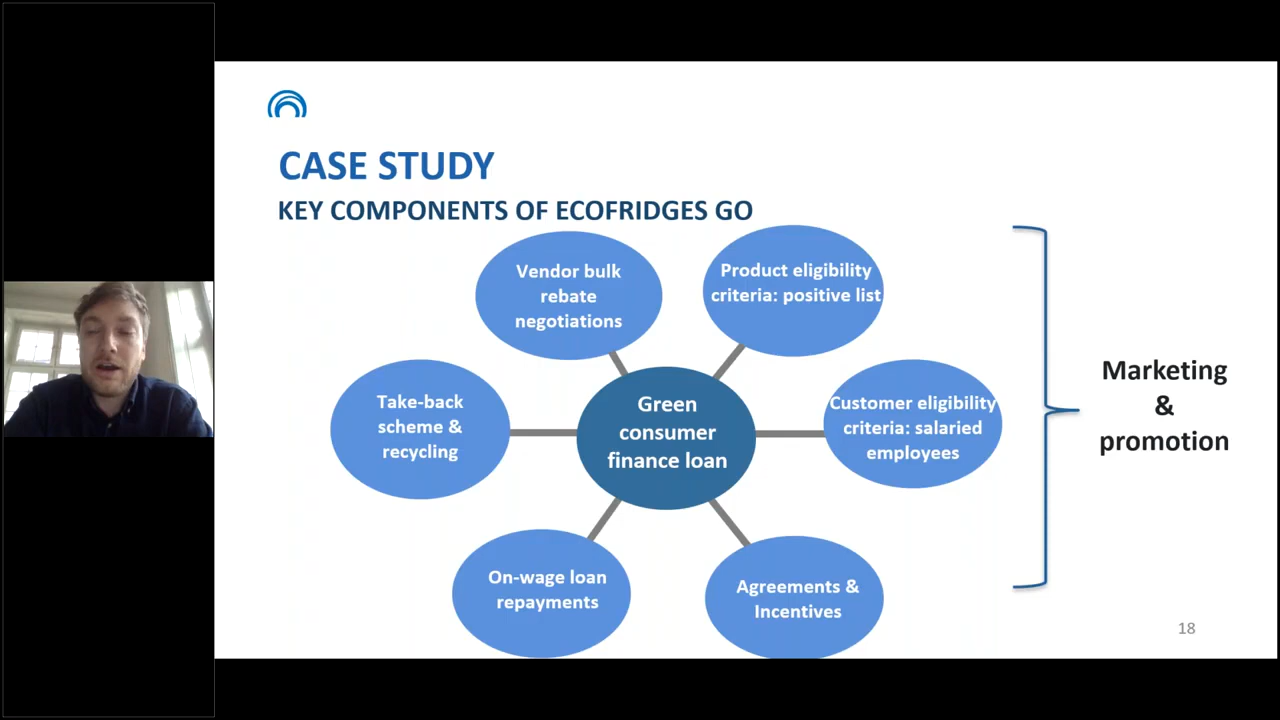 CASE STUDY
KEY COMPONENTS OF ECOFRIDGES GO
Vendor bulk
rebate
negotiations
Product eligibility
criteria: positive list
Take-back
scheme &
recycling
Green
consumer
finance loan
Customer eligibility
criteria: salaried
employees
On-wage loan
repayments
Agreements &
Incentives
Marketing
&
promotion
18